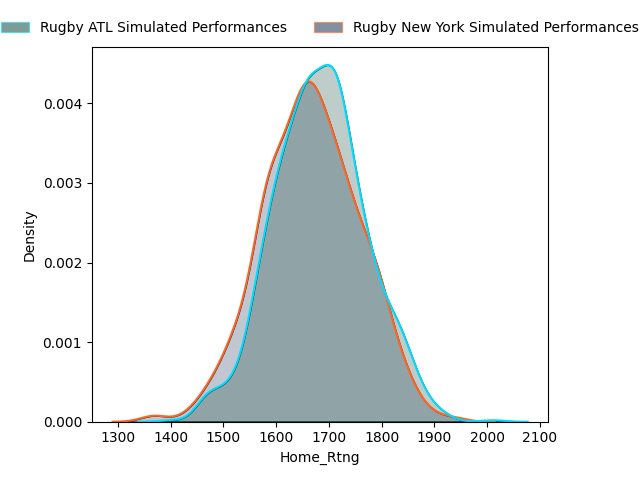 Rugby ATL Simulated Performances Rugby New York Simulated Performances
0.004
0.003
0.002
0.001
0.000
Density
1300 1400 1500 1600 1700 1800 1900 2000 2100
Home_Rtng